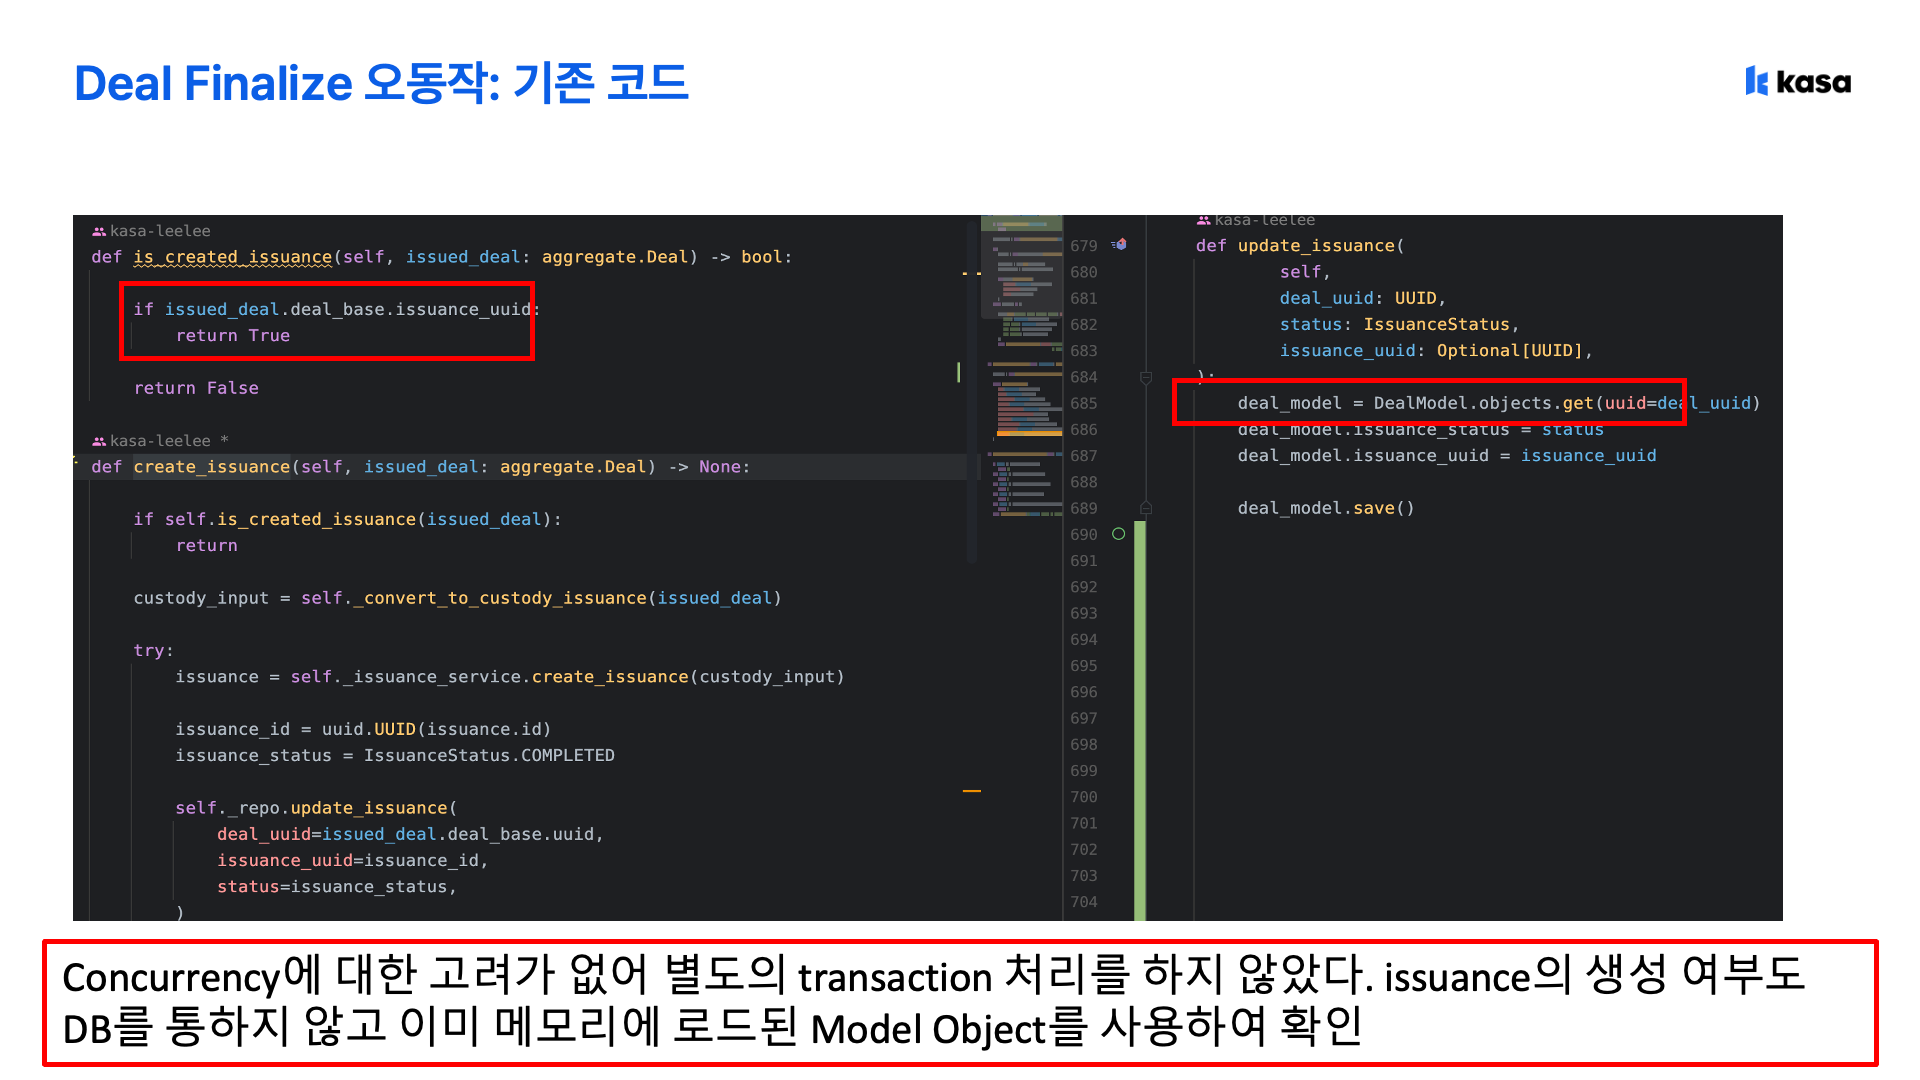 Deal Finalize 오동작: 기존 코드
kasa
kasa-leelee
def is_created_issuance(self, issued_deal: aggregate.Deal) -> bool:
if issued_deal.deal_base.issuance_uuid:
return True
return False
kasa-leelee *
def create_issuance(self, issued_deal: aggregate.Deal) -> None:
if self.is_created_issuance(issued_deal):
return
custody_input = self._convert_to_custody_issuance(issued_deal)
try:
issuance = self._issuance_service.create_issuance(custody_input)
issuance_id = uuid.UUID(issuance.id)
issuance_status = IssuanceStatus.COMPLETED
self._repo.update_issuance(
deal_uuid=issued_deal.deal_base.uuid,
issuance_uuid=issuance_id,
status=issuance_status,
)
kasa-leelee
679 def update_issuance(
680 self,
681 deal_uuid: UUID,
682 status: IssuanceStatus,
683 issuance_uuid: Optional[UUID],
684 ):
685 deal_model = DealModel.objects.get(uuid=deal_uuid)
686 deal_model.issuance_status = status
687 deal_model.issuance_uuid = issuance_uuid
688
689 deal_model.save()
690
691
692
693
694
695
696
697
698
699
700
701
702
703
704
Concurrency에 대한 고려가 없어 별도의 transaction 처리를 하지 않았다. issuance의 생성 여부도
DB를 통하지 않고 이미 메모리에 로드된 Model Object를 사용하여 확인